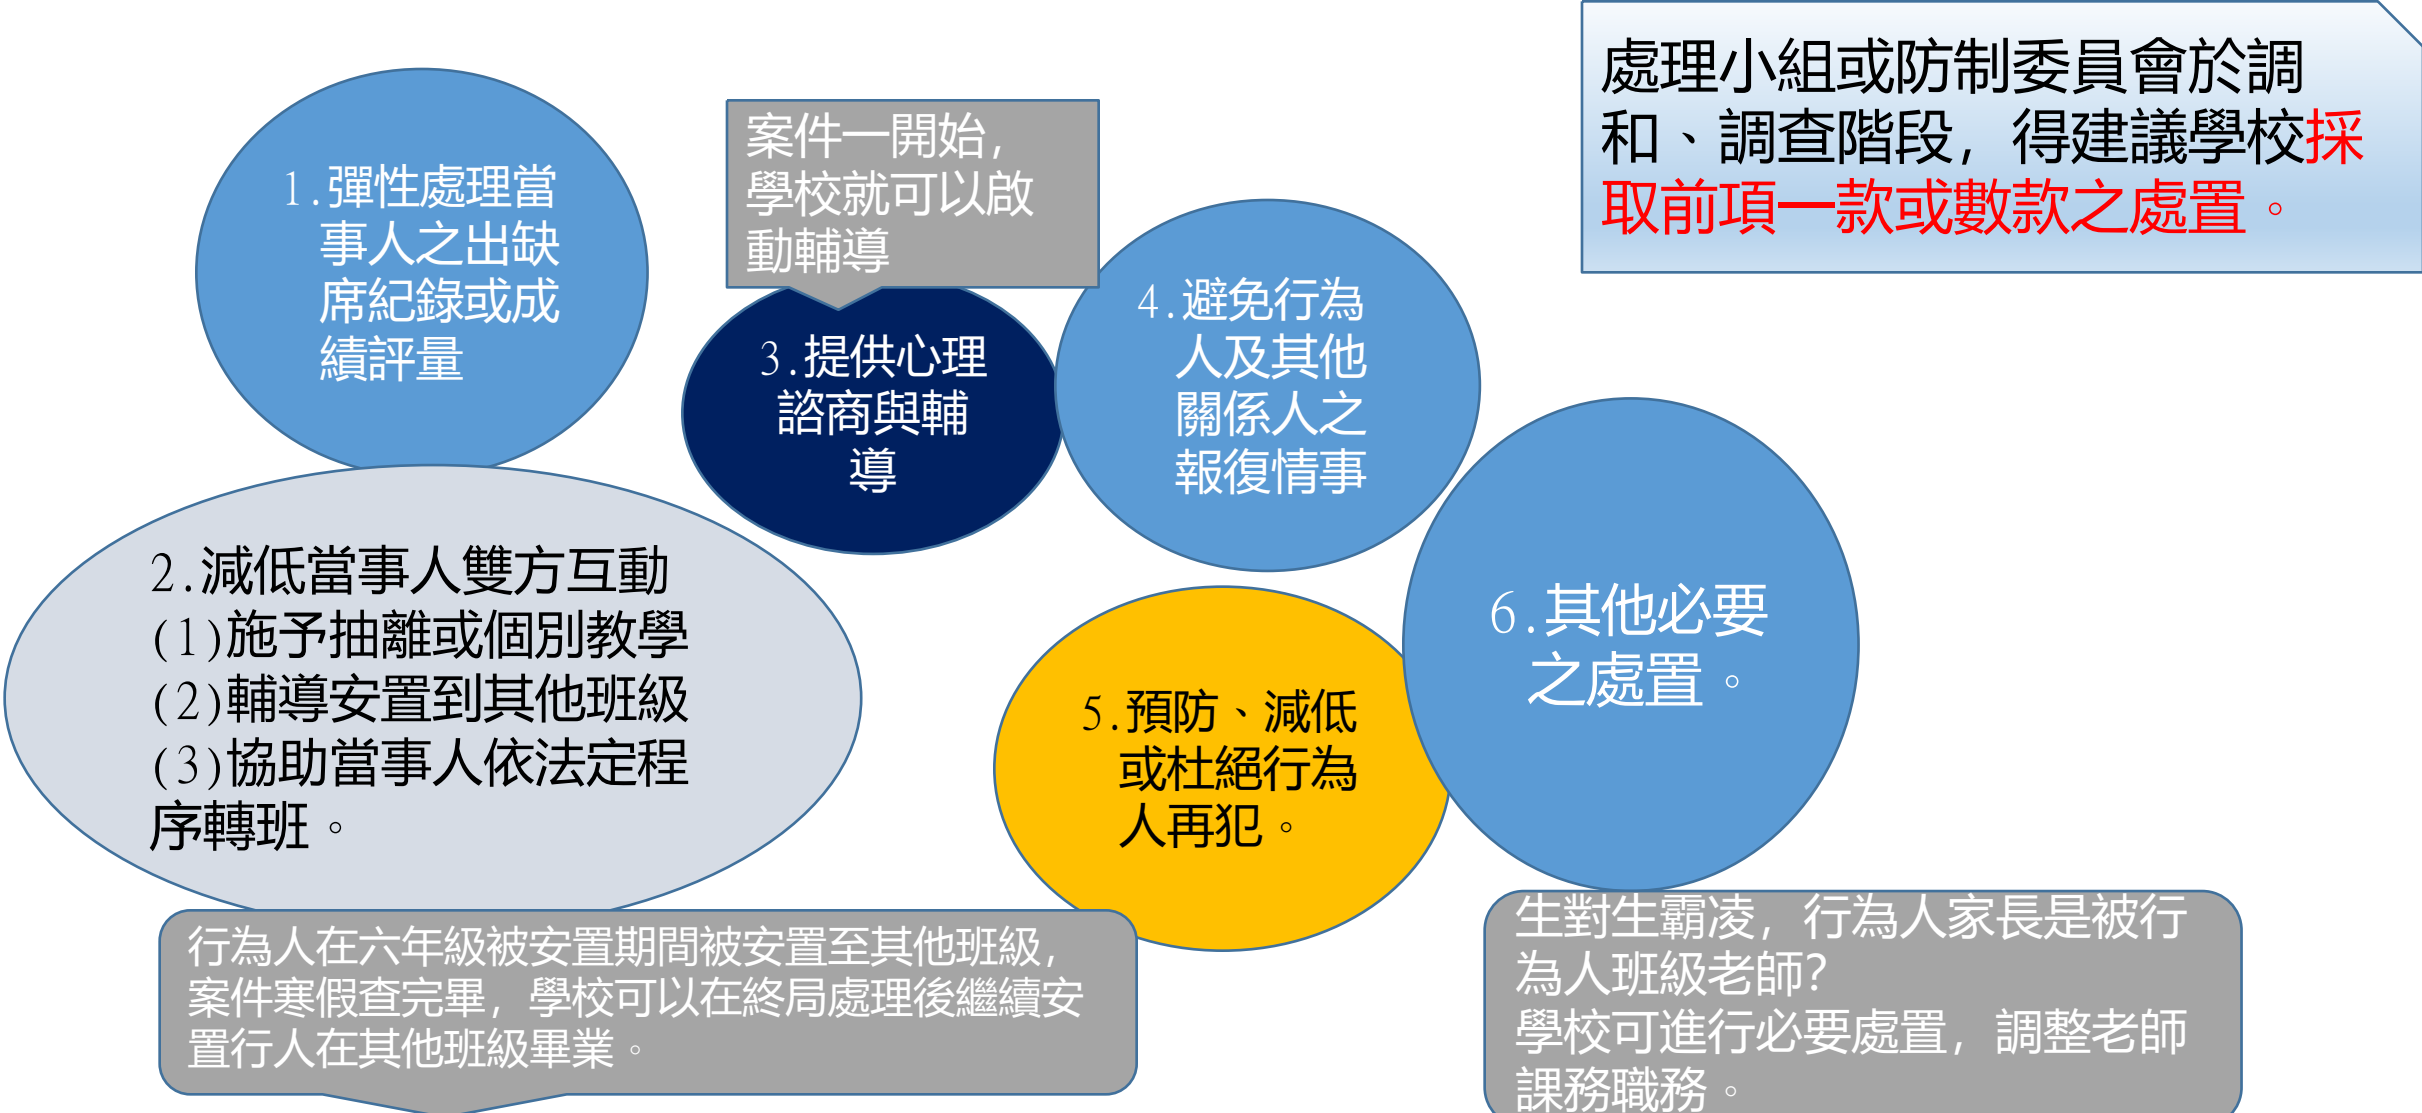 1.彈性處理當
事人之出缺
席紀錄或成
績評量
2.減低當事人雙方互動
(1)施予抽離或個別教學
(2)輔導安置到其他班級
(3)協助當事人依法定程
序轉班。
案件一開始,
學校就可以啟
動輔導
3.提供心理
諮商與輔
導
4.避免行為
人及其他
關係人之
報復情事
5.預防、減低
或杜絕行為
人再犯。
6.其他必要
之處置。
處理小組或防制委員會於調
和、調查階段,得建議學校採
取前項一款或數款之處置。
行為人在六年級被安置期間被安置至其他班級,
案件寒假查完畢,學校可以在終局處理後繼續安
置行人在其他班級畢業。
生對生霸凌,行為人家長是被行
為人班級老師?
學校可進行必要處置,調整老師
課務職務。